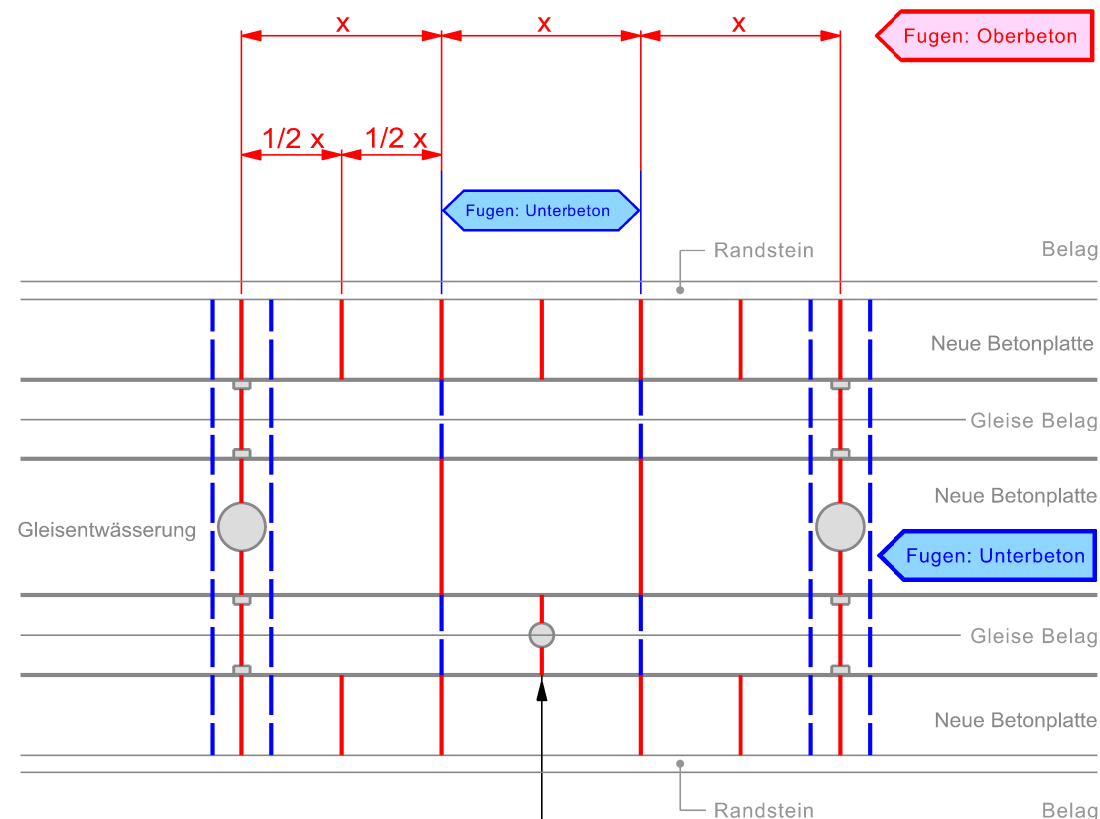 x x x
Fugen: Oberbeton
1/2 x 1/2 x
Fugen: Unterbeton
Randstein
Belag
Neue Betonplatte
Gleise Belag
Neue Betonplatte
Gleisentwässerung
Fugen: Unterbeton
Gleise Belag
Neue Betonplatte
Randstein
Belag